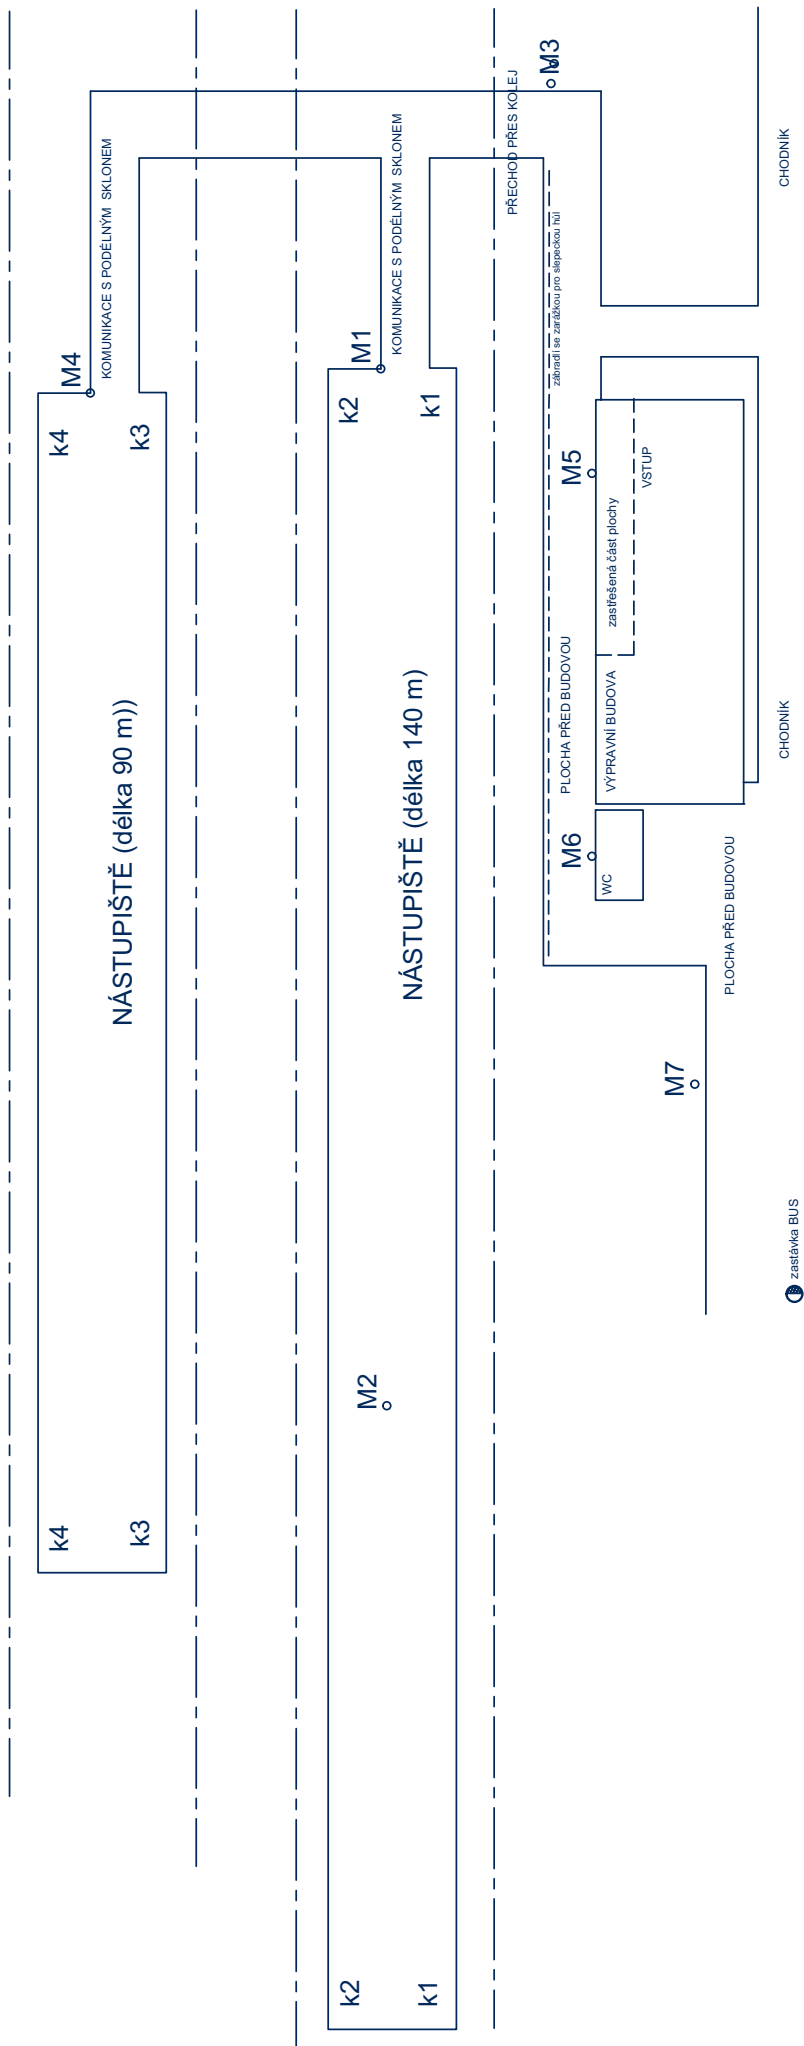 M3
PŘECHOD PŘES KOLEJ
CHODNÍK
KOMUNIKACE S PODÉLNÝM SKLONEM
KOMUNIKACE S PODÉLNÝM SKLONEM
zábradlí se zarážkou pro slepeckou hůl
M4
M1
k4
k3
k2
k1
M5
VSTUP
zastřešená část plochy
NÁSTUPIŠTĚ (délka 90 m))
NÁSTUPIŠTĚ (délka 140 m)
PLOCHA PŘED BUDOVOU
VÝPRAVNÍ BUDOVA
CHODNÍK
M6
WC
PLOCHA PŘED BUDOVOU
M7
zastávka BUS
M2
k4
k3
k2
k1